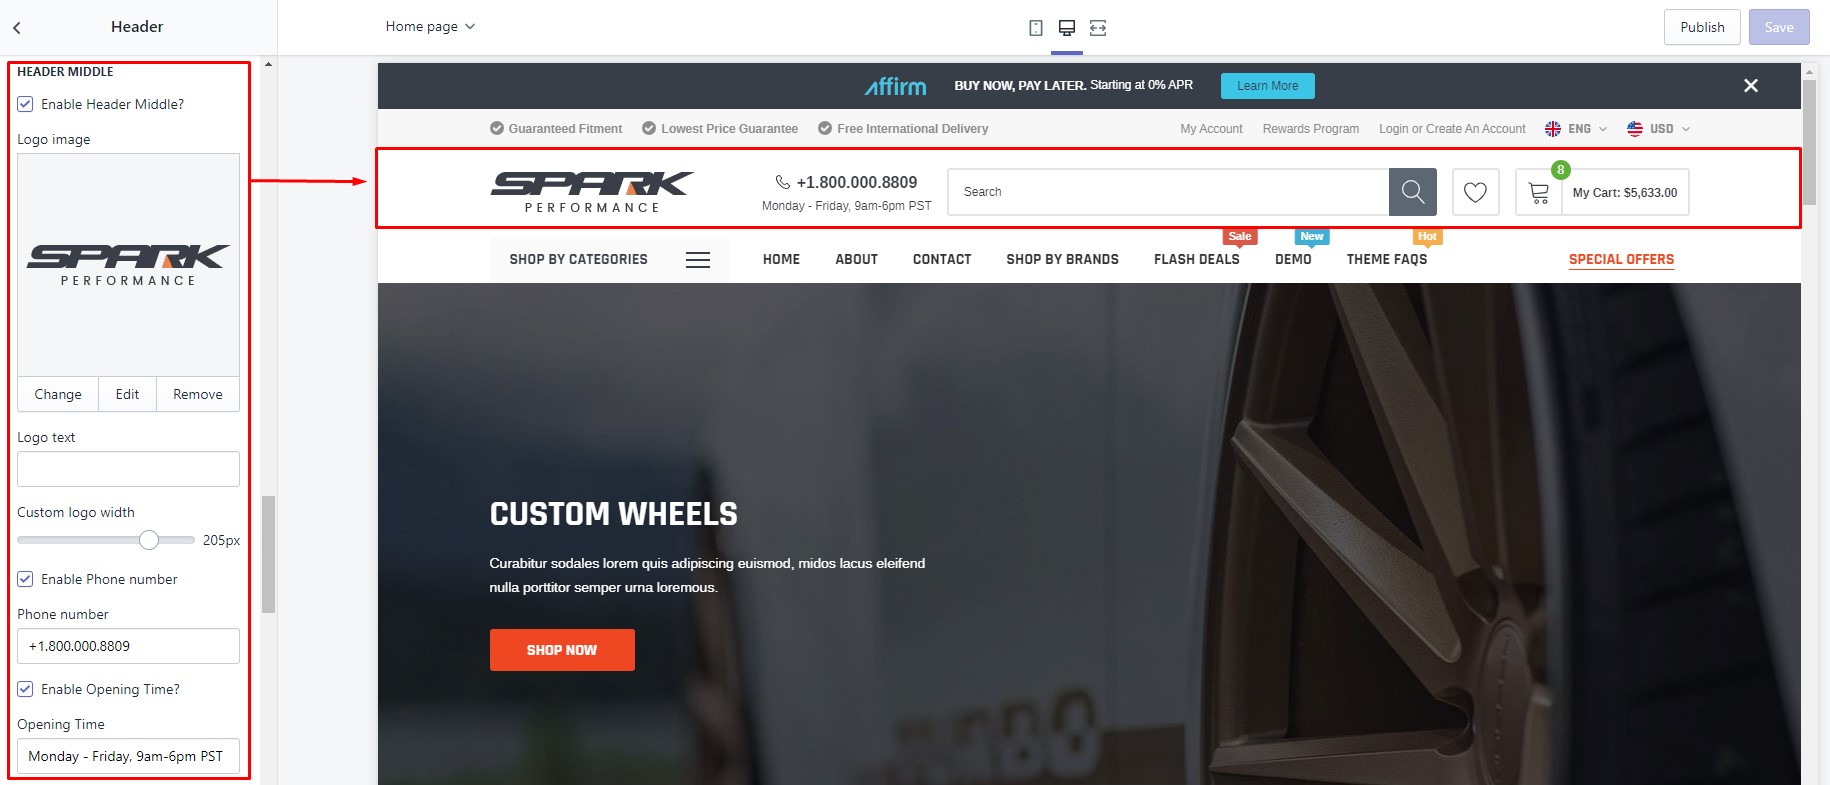 Header
Home page
Publish
Save
HEADER MIDDLE
Enable Header Middle?
Logo image
SPARK
PERFORMANCE
Change
Edit
Remove
Logo text
Custom logo width
205px
Enable Phone number
Phone number
+1.800.000.8809
Enable Opening Time?
Opening Time
Monday - Friday, 9am-6pm PST
affirm BUY NOW, PAY LATER. Starting at 0% APR Learn More
Guaranteed Fitment Lowest Price Guarantee Free International Delivery My Account Rewards Program Login or Create An Account ENG USD
SPARK
PERFORMANCE
+1.800.000.8809
Monday - Friday, 9am-6pm PST
Search
8
My Cart: $5,633.00
Sale New Hot
SHOP BY CATEGORIES HOME ABOUT CONTACT SHOP BY BRANDS FLASH DEALS DEMO THEME FAQS SPECIAL OFFERS
CUSTOM WHEELS
Curabitur sodales lorem quis adipiscing euismod, midos lacus eleifend
nulla porttitor semper urna loremous.
SHOP NOW